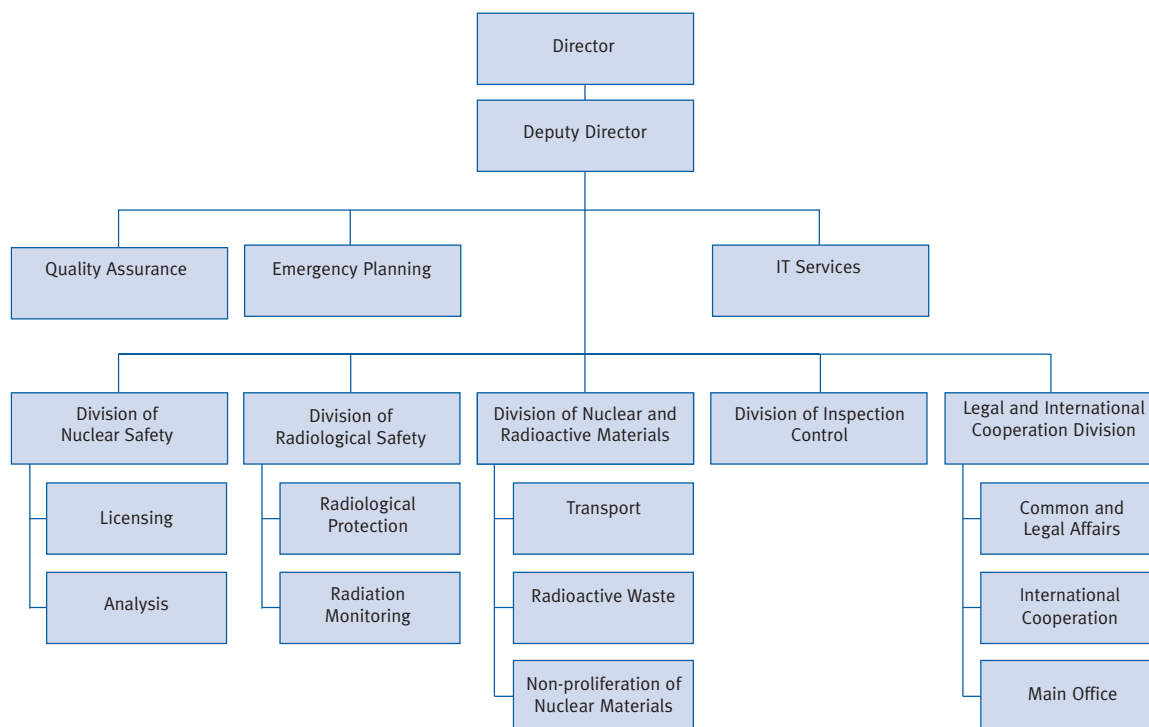 Director
Deputy Director
Quality Assurance
Emergency Planning
IT Services
Division of
Nuclear Safety
Division of
Radiological Safety
Division of Nuclear and
Radioactive Materials
Division of Inspection
Control
Legal and International
Cooperation Division
Licensing
Analysis
Radiological
Protection
Radiation
Monitoring
Transport
Radioactive Waste
Non-proliferation of
Nuclear Materials
Common and
Legal Affairs
International
Cooperation
Main Office